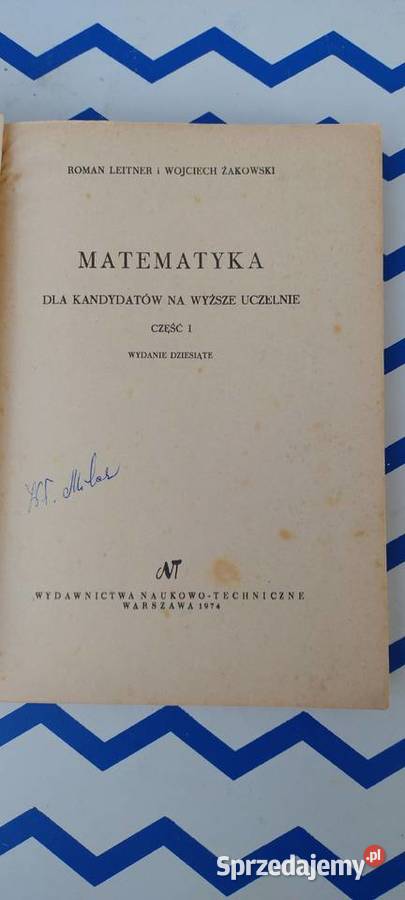 ROMAN LEITNER i WOJCIECH ŻAKOWSKI
MATEMATYKA
DLA KANDYDATÓW NA WYŻSZE UCZELNIE
CZĘŚĆ I
WYDANIE DZIESIĄTE
WYDAWNICTWA NAUKOWO-TECHNICZNE
WARSZAWA 1974
Sprzedajemy.pl